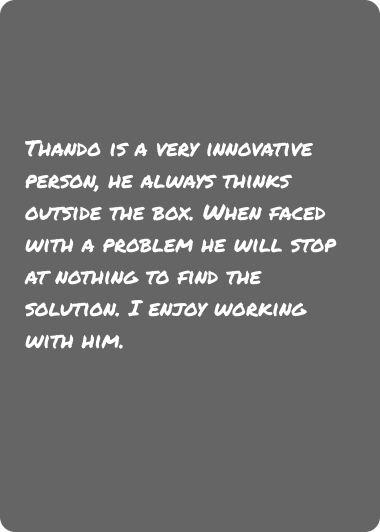 Thando is a very innovative
person, he always thinks
outside the box. When faced
with a problem he will stop
at nothing to find the
solution. I enjoy working
with him.